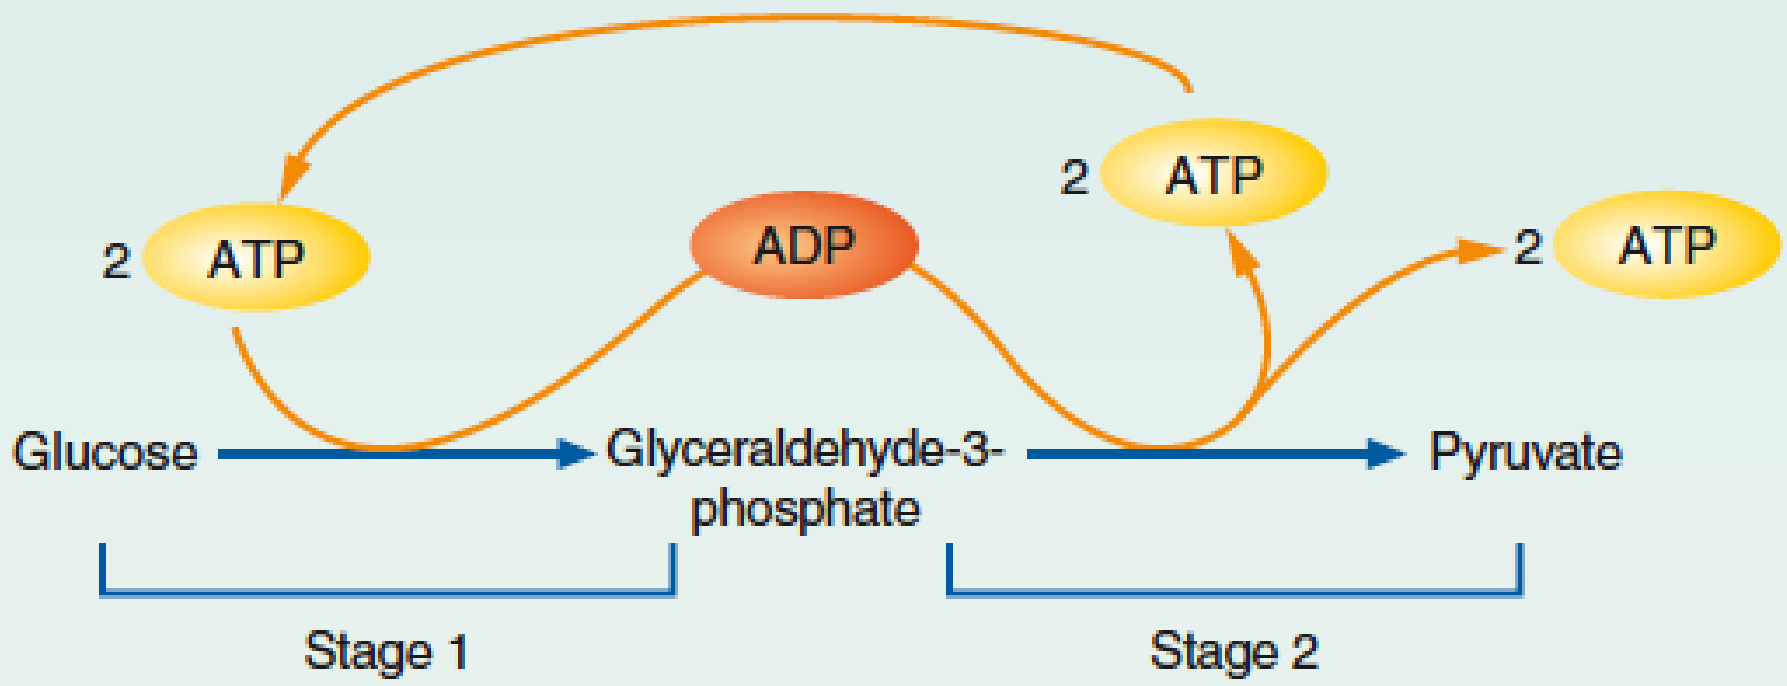 2 ATP
ADP
2 ATP
2 ATP
Glucose
Glyceraldehyde-3-
phosphate
Pyruvate
Stage 1
Stage 2